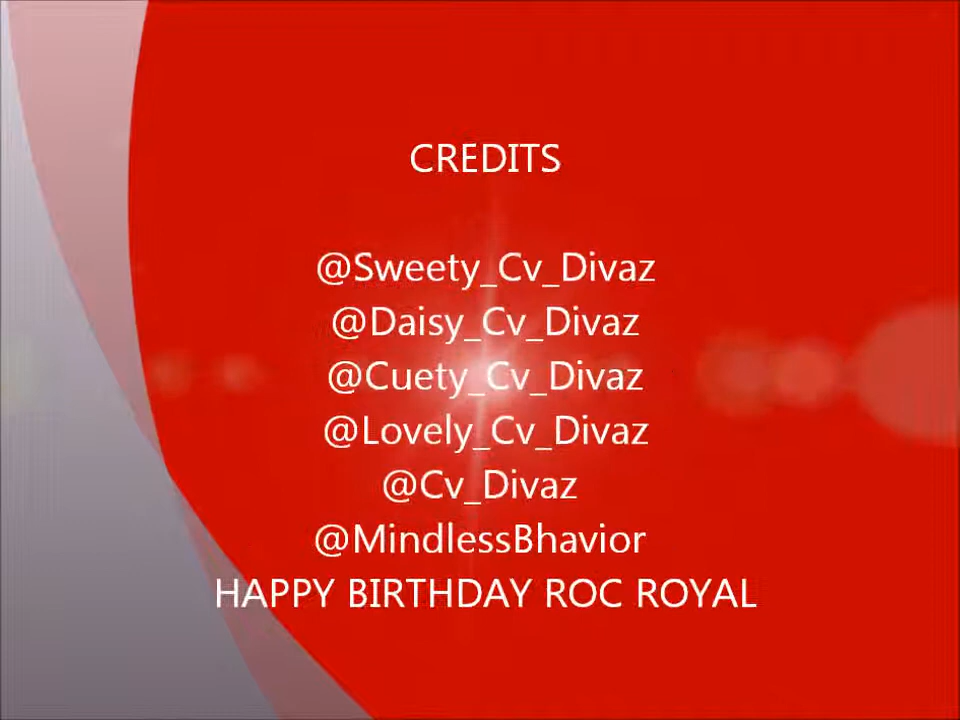 CREDITS
@Sweety_Cv_Divaz
@Daisy_Cv_Divaz
@Cuety_Cv_Divaz
@Lovely_Cv_Divaz
@Cv_Divaz
@MindlessBhavior
HAPPY BIRTHDAY ROC ROYAL